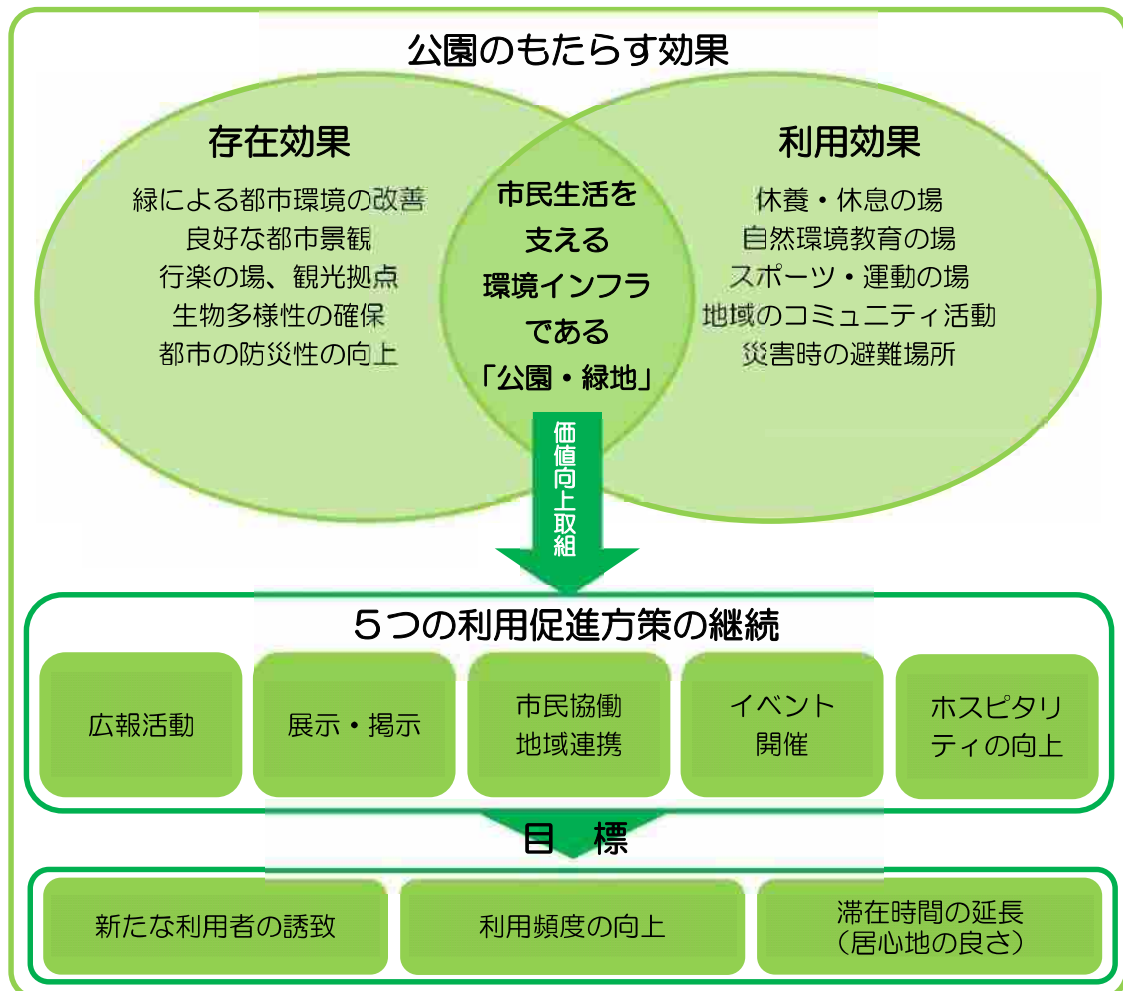 公園のもたらす効果
存在効果
緑による都市環境の改善
良好な都市景観
行楽の場、観光拠点
生物多様性の確保
都市の防災性の向上
市民生活を
支える
環境インフラ
である
「公園・緑地」
利用効果
休養・休息の場
自然環境教育の場
スポーツ・運動の場
地域のコミュニティ活動
災害時の避難場所
価値向上取組
5つの利用促進方策の継続
広報活動
展示・掲示
市民協働
地域連携
イベント
開催
ホスピタリ
ティの向上
目　標
新たな利用者の誘致
利用頻度の向上
滞在時間の延長
（居心地の良さ）